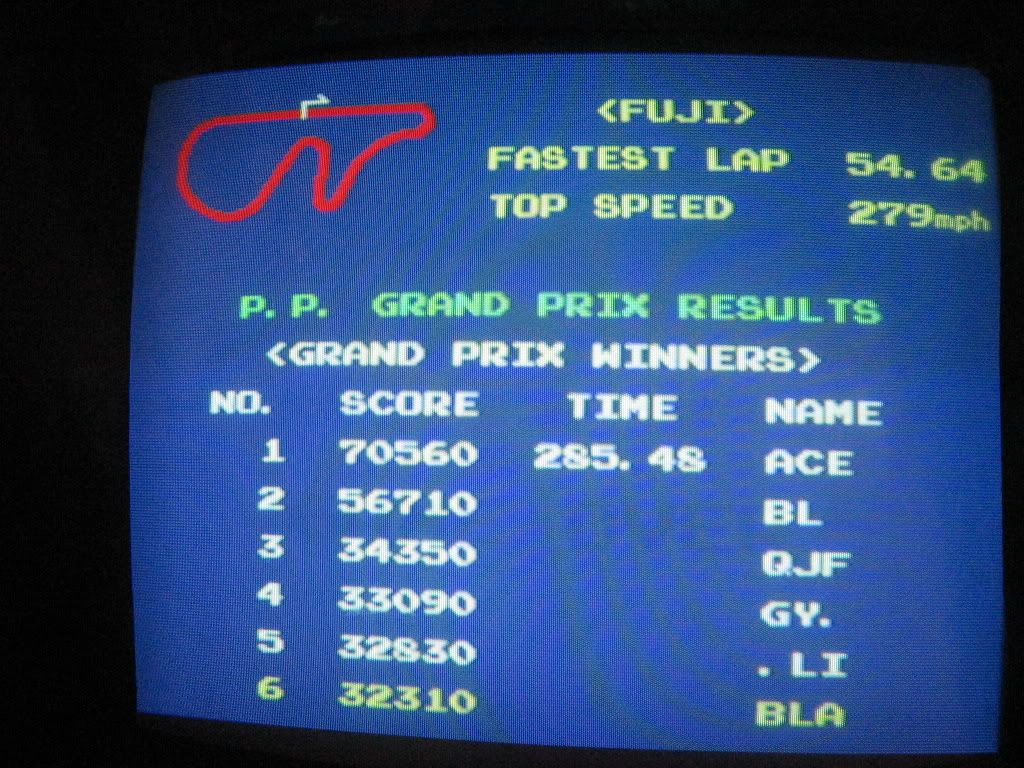 <FUJI>
FASTEST LAP 54.64
TOP SPEED 279mph
P.P. GRAND PRIX RESULTS
<GRAND PRIX WINNERS>
NO. SCORE TIME NAME
1 70560 285.48 ACE
2 56710 BL
3 34350 QJF
4 33090 GY.
5 32830 .LI
6 32310 BLA